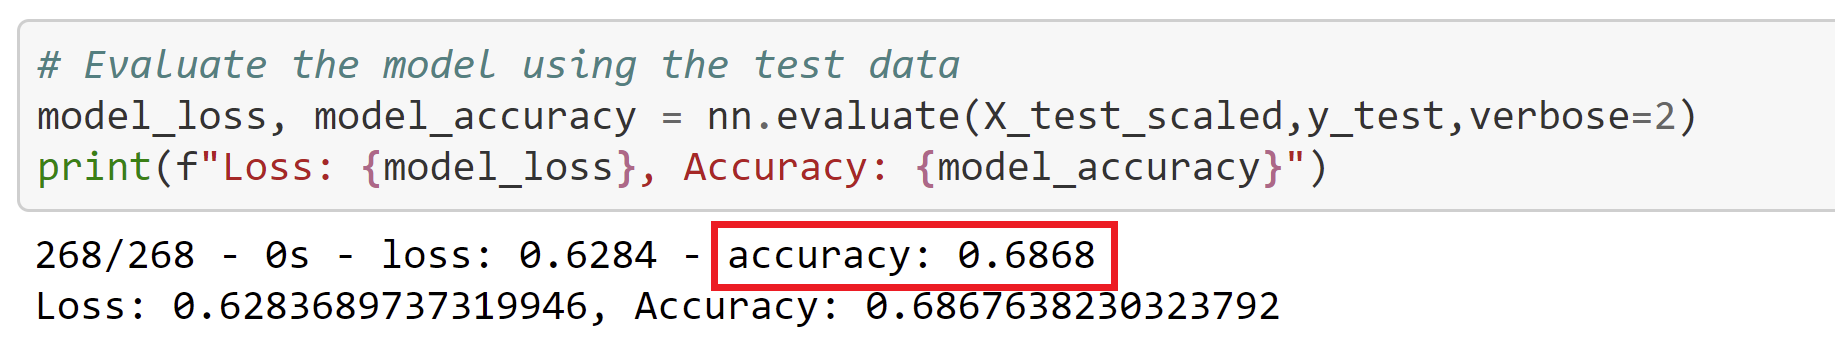 # Evaluate the model using the test data
model_loss, model_accuracy = nn.evaluate(X_test_scaled,y_test,verbose=2)
print(f"Loss: {model_loss}, Accuracy: {model_accuracy}")
268/268 - 0s - loss: 0.6284 - accuracy: 0.6868
Loss: 0.6283689737319946, Accuracy: 0.6867638230323792